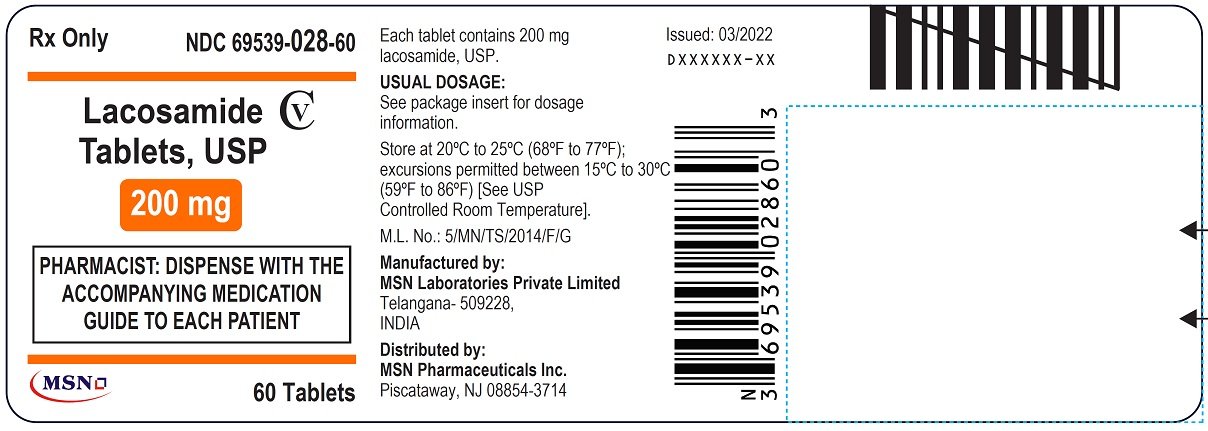 Rx Only
NDC 69539-028-60
Lacosamide CV
Tablets, USP
200 mg
PHARMACIST: DISPENSE WITH THE
ACCOMPANYING MEDICATION
GUIDE TO EACH PATIENT
MSN
60 Tablets
Each tablet contains 200 mg
lacosamide, USP.
USUAL DOSAGE:
See package insert for dosage
information.
Store at 20ºC to 25ºC (68ºF to 77ºF);
excursions permitted between 15ºC to 30ºC
(59ºF to 86ºF) [See USP
Controlled Room Temperature].
M.L. No.: 5/MN/TS/2014/F/G
Manufactured by:
MSN Laboratories Private Limited
Telangana- 509228,
INDIA
Distributed by:
MSN Pharmaceuticals Inc.
Piscataway, NJ 08854-3714
Issued: 03/2022
DXXXXXX-XX
N
3 69539 02860 3